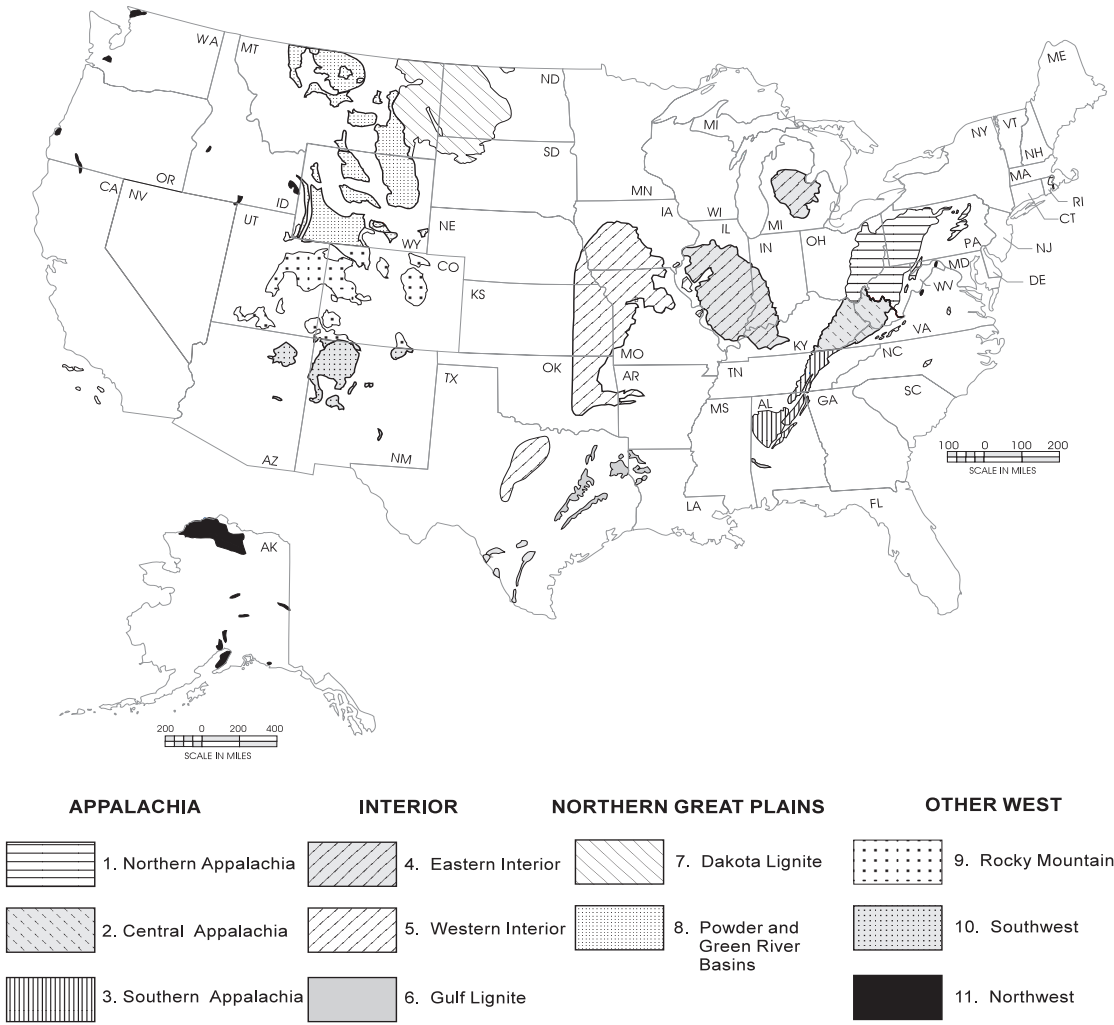 WA
MT
ND
ME
MI
NY
VT
NH
SD
OR
MN
MA
CA
NV
ID
RI
UT
IA
WI
MI
CT
NE
IL
WY
IN
OH
PA
NJ
CO
MD
KS
WV
DE
VA
KY
MO
NC
OK
TN
TX
AR
SC
MS
AL
GA
AZ
NM
100 0 100 200
SCALE IN MILES
LA
FL
AK
200 0 200 400
SCALE IN MILES
APPALACHIA
1. Northern Appalachia
2. Central Appalachia
3. Southern Appalachia
INTERIOR
4. Eastern Interior
5. Western Interior
6. Gulf Lignite
NORTHERN GREAT PLAINS
7. Dakota Lignite
8. Powder and
Green River
Basins
OTHER WEST
9. Rocky Mountain
10. Southwest
11. Northwest